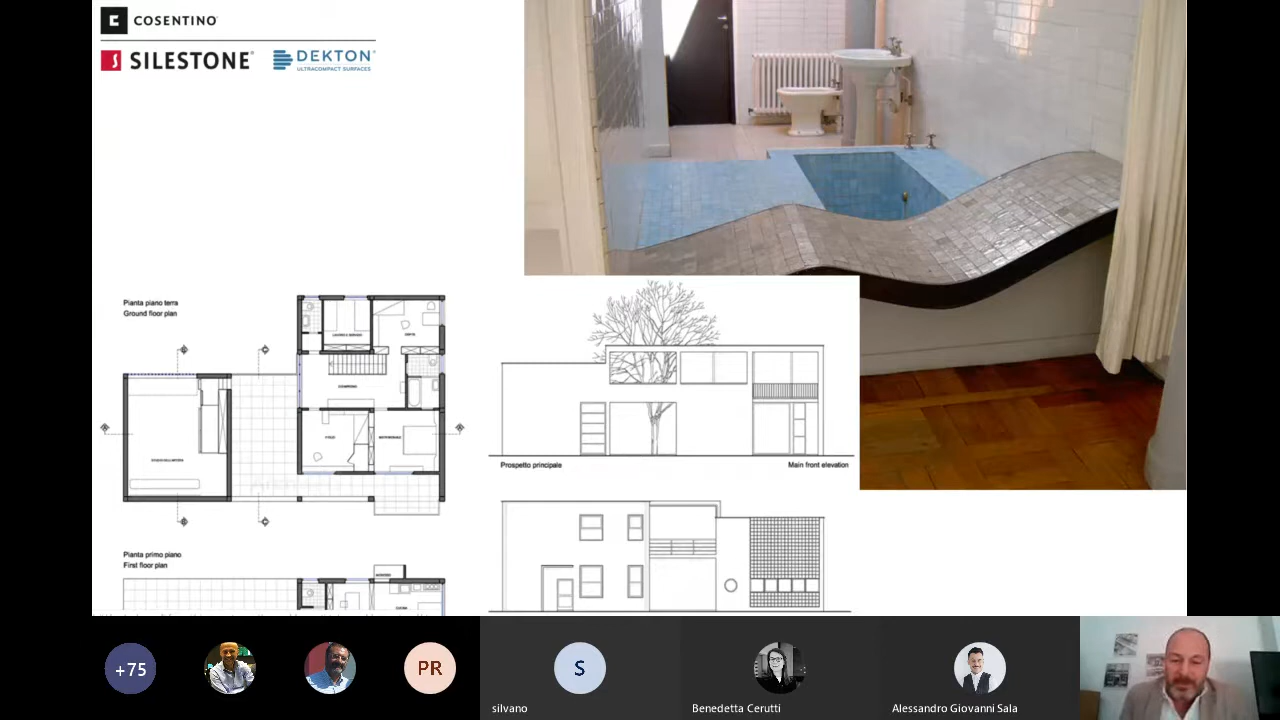 COSENTINO
SILESTONE
DEKTON
ULTRACOMPACT SURFACES
Pianta piano terra
Ground floor plan
Prospetto principale
Main front elevation
Pianta primo piano
First floor plan
CUCINA
+75
PR
S
silvano
Benedetta Cerutti
Alessandro Giovanni Sala